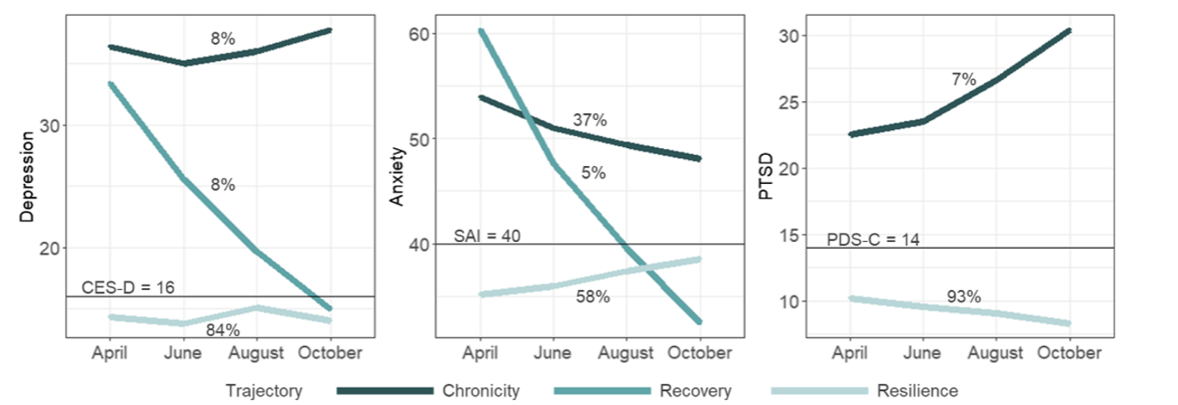 Depression
30
20
8%
8%
CES-D = 16
84%
April June August October
Anxiety
60
50
40
37%
5%
SAI = 40
58%
April June August October
PTSD
30
25
20
15
10
7%
PDS-C = 14
93%
April June August October
Trajectory Chronicity Recovery Resilience